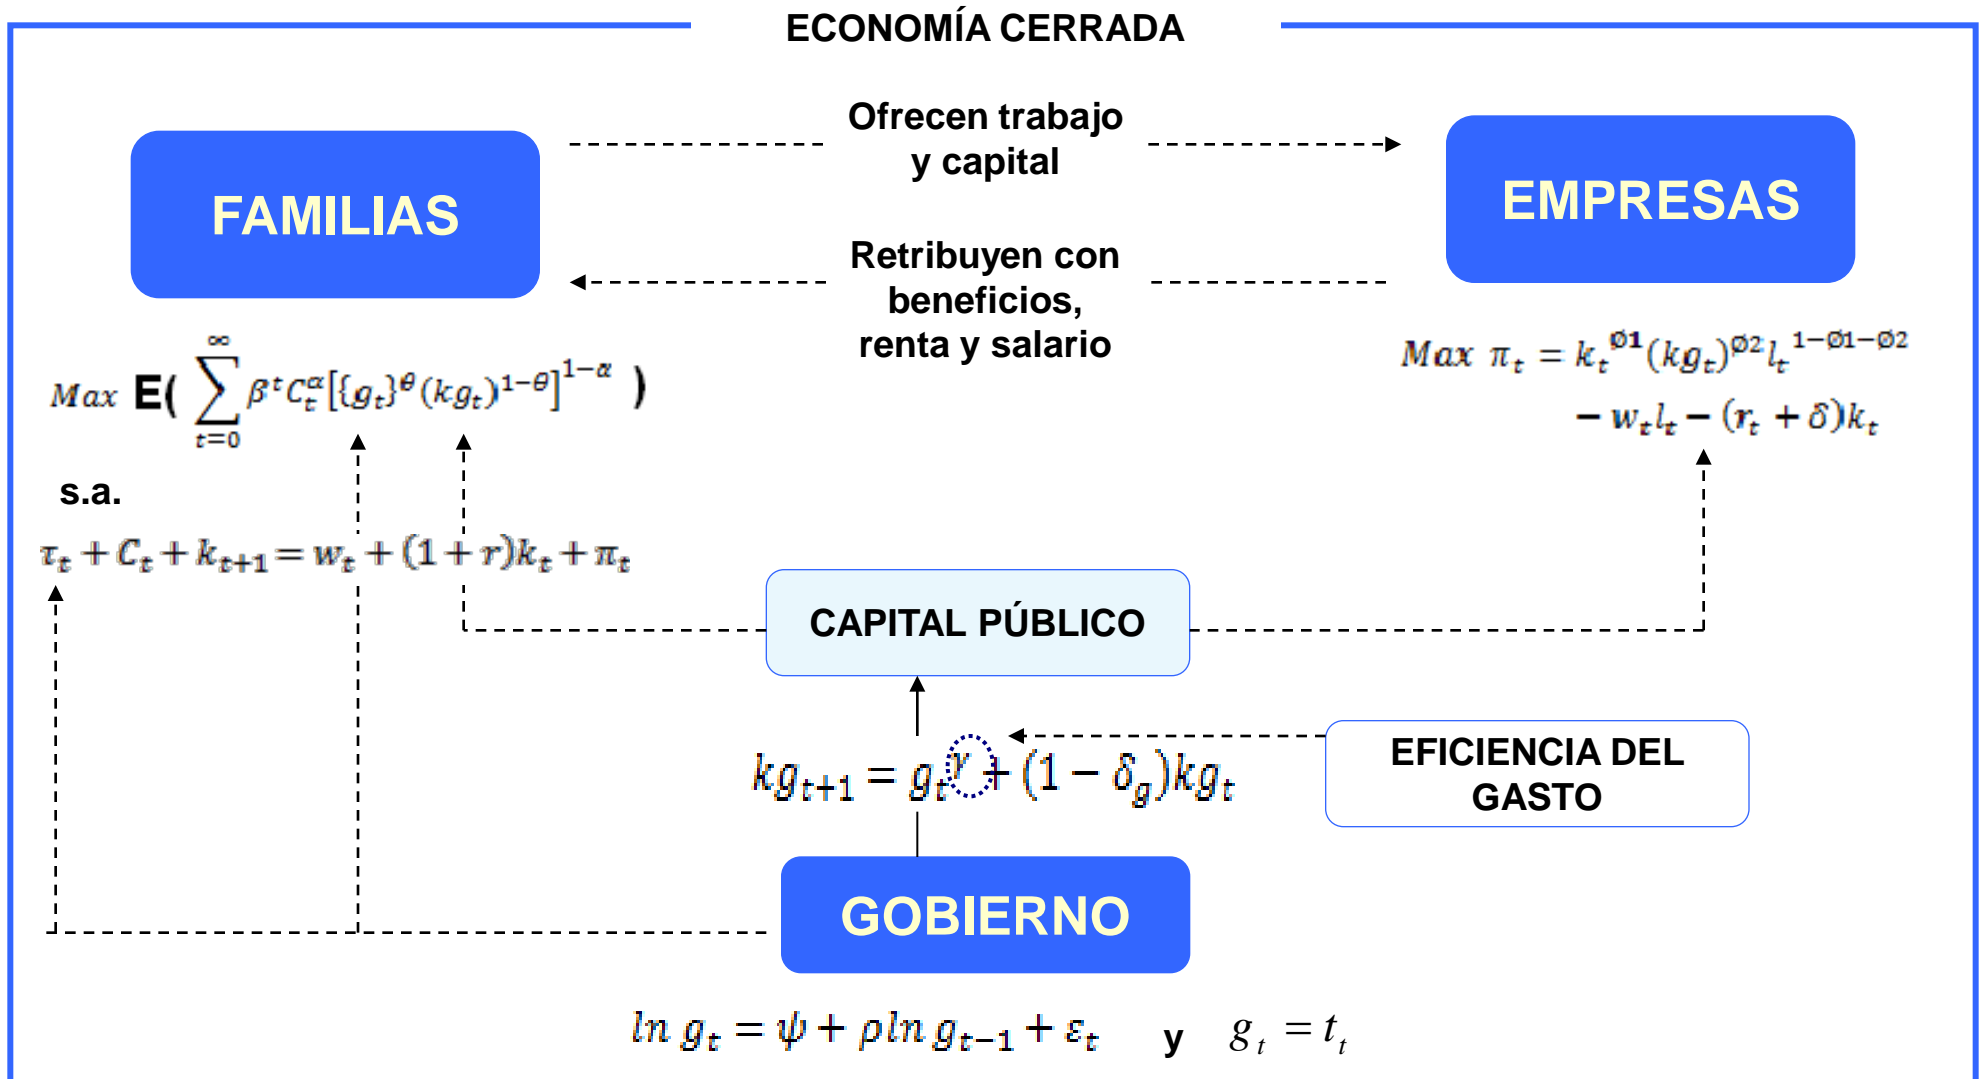 ECONOMÍA CERRADA
FAMILIAS
Ofrecen trabajo
y capital
EMPRESAS
Retribuyen con
beneficios,
renta y salario
Max E( ∑_{t=0}^{∞} β^t C_t^α [{g_t}^θ (kg_t)^{1-θ}]^{1-α} )
s.a.
τ_t + C_t + k_{t+1} = w_t + (1 + r)k_t + π_t
Max π_t = k_t^{Ø1} (kg_t)^{Ø2} l_t^{1-Ø1-Ø2}
− w_t l_t − (r_t + δ)k_t
CAPITAL PÚBLICO
kg_{t+1} = g_t^γ + (1 − δ_g)kg_t
EFICIENCIA DEL
GASTO
GOBIERNO
ln g_t = ψ + ρln g_{t−1} + ε_t y g_t = t_t